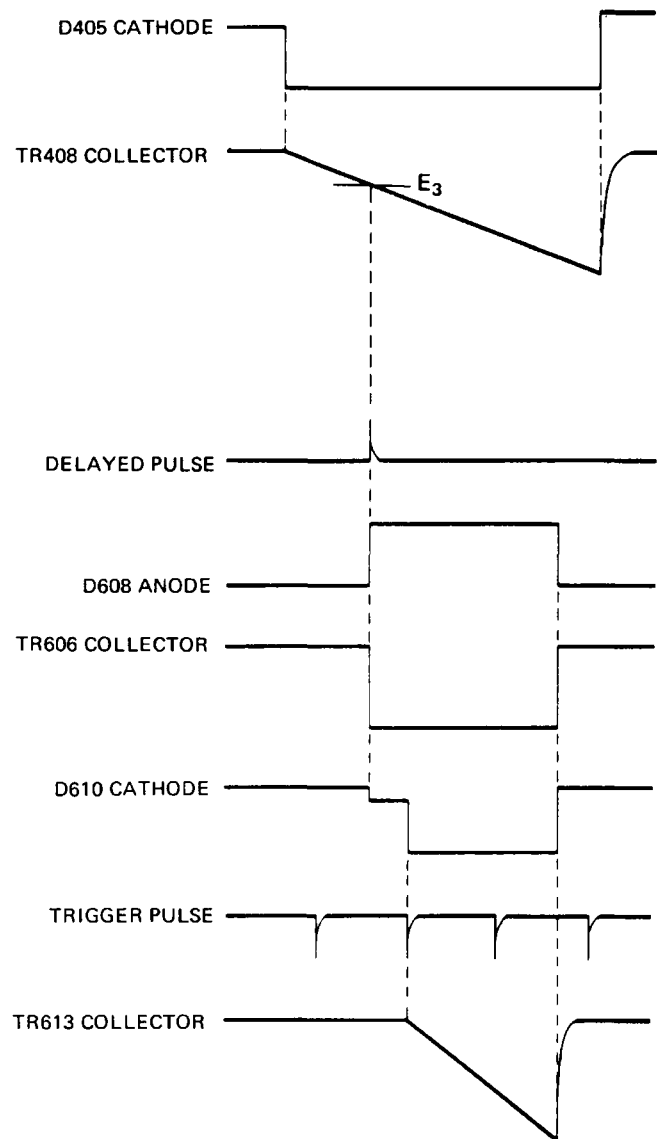 D405 CATHODE
TR408 COLLECTOR
E₃
DELAYED PULSE
D608 ANODE
TR606 COLLECTOR
D610 CATHODE
TRIGGER PULSE
TR613 COLLECTOR